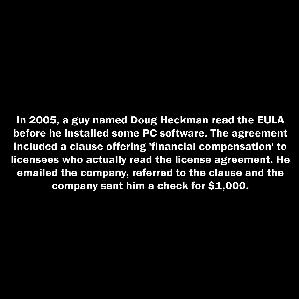 In 2005, a guy named Doug Heckman read the EULA
before he installed some PC software. The agreement
included a clause offering 'financial compensation' to
licensees who actually read the license agreement. He
emailed the company, referred to the clause and the
company sent him a check for $1,000.